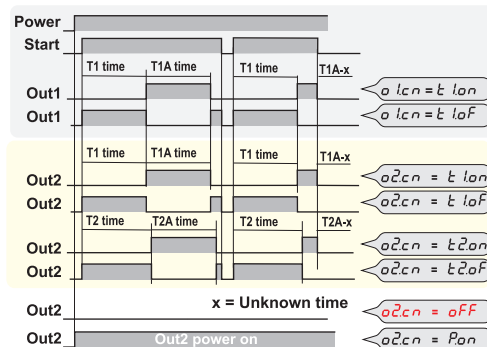 Power
Start
T1 time T1A time T1 time T1A-x
Out1 o1.cn = t1.on
Out1 o1.cn = t1.oF
T1 time T1A time T1 time T1A-x
Out2 o2.cn = t1.on
Out2 o2.cn = t1.oF
T2 time T2A time T2 time T2A-x
Out2 o2.cn = t2.on
Out2 o2.cn = t2.oF
x = Unknown time
Out2 o2.cn = oFF
Out2 Out2 power on o2.cn = P.on